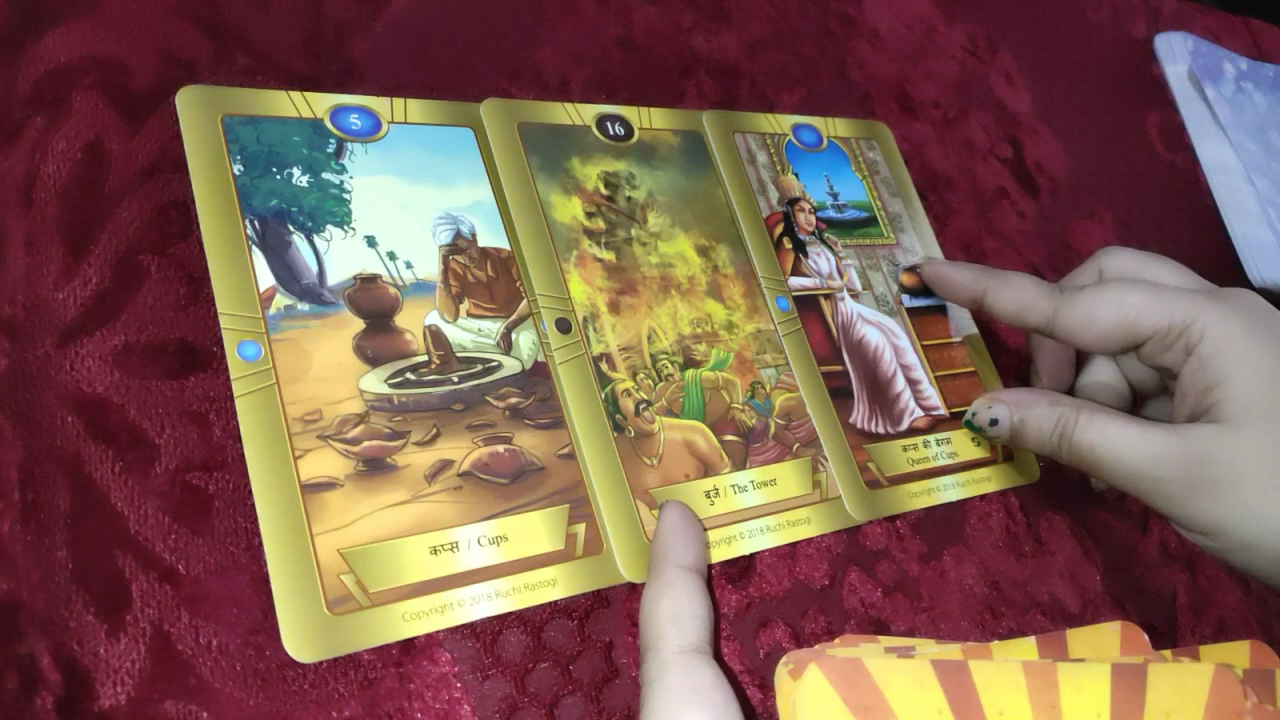 5
कप्स / Cups
Copyright © 2018 Ruchi Rastogi
16
बुर्ज / The Tower
Copyright © 2018 Ruchi Rastogi
कप्स की बेगम
Queen of Cups
Copyright © 2018 Ruchi Rastogi